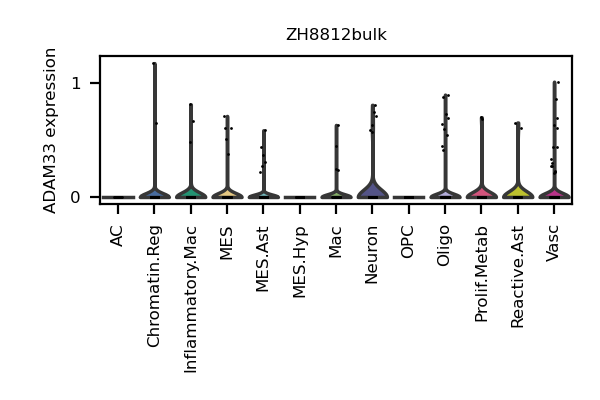 ZH8812bulk
ADAM33 expression
1
0
AC
Chromatin.Reg
Inflammatory.Mac
MES
MES.Ast
MES.Hyp
Mac
Neuron
OPC
Oligo
Prolif.Metab
Reactive.Ast
Vasc